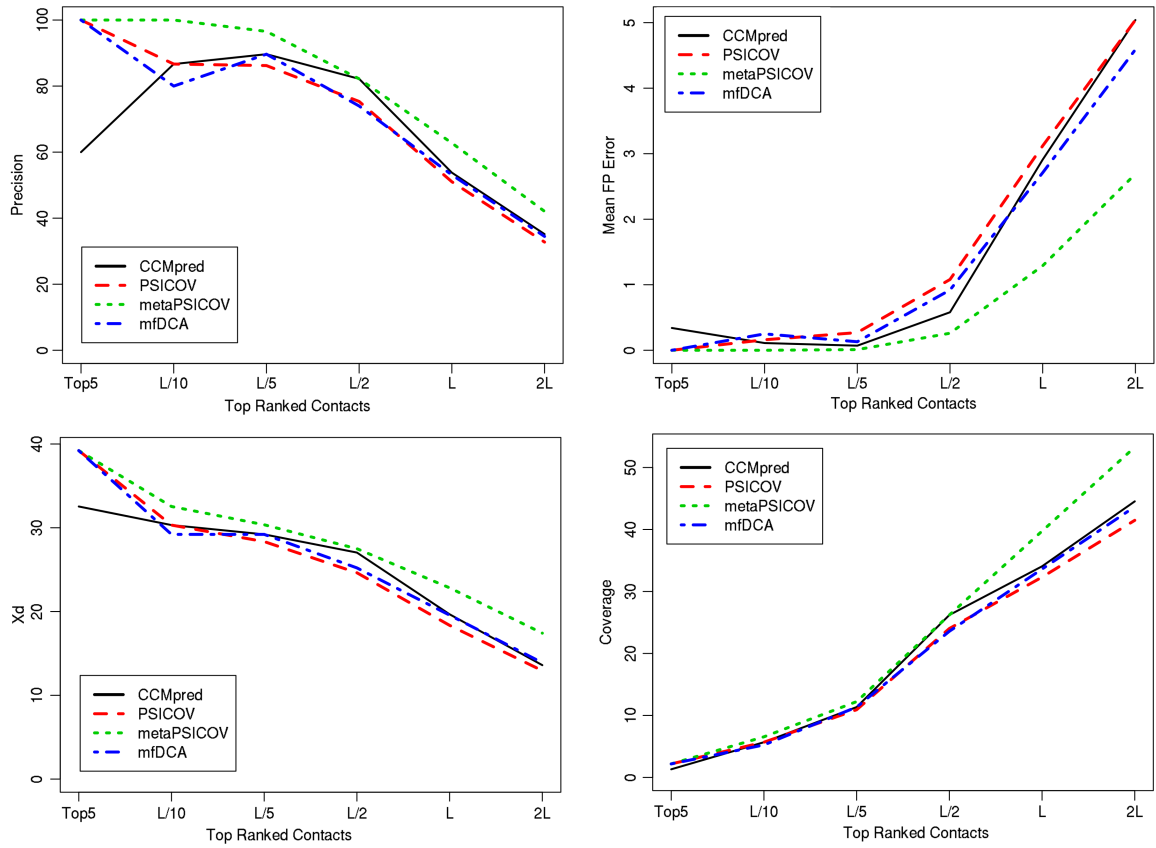 Precision
100
80
60
40
20
0
CCMpred
PSICOV
metaPSICOV
mfDCA
Top5 L/10 L/5 L/2 L 2L
Top Ranked Contacts
Mean FP Error
5
4
3
2
1
0
CCMpred
PSICOV
metaPSICOV
mfDCA
Top5 L/10 L/5 L/2 L 2L
Top Ranked Contacts
Xd
40
30
20
10
0
CCMpred
PSICOV
metaPSICOV
mfDCA
Top5 L/10 L/5 L/2 L 2L
Top Ranked Contacts
Coverage
50
40
30
20
10
0
CCMpred
PSICOV
metaPSICOV
mfDCA
Top5 L/10 L/5 L/2 L 2L
Top Ranked Contacts